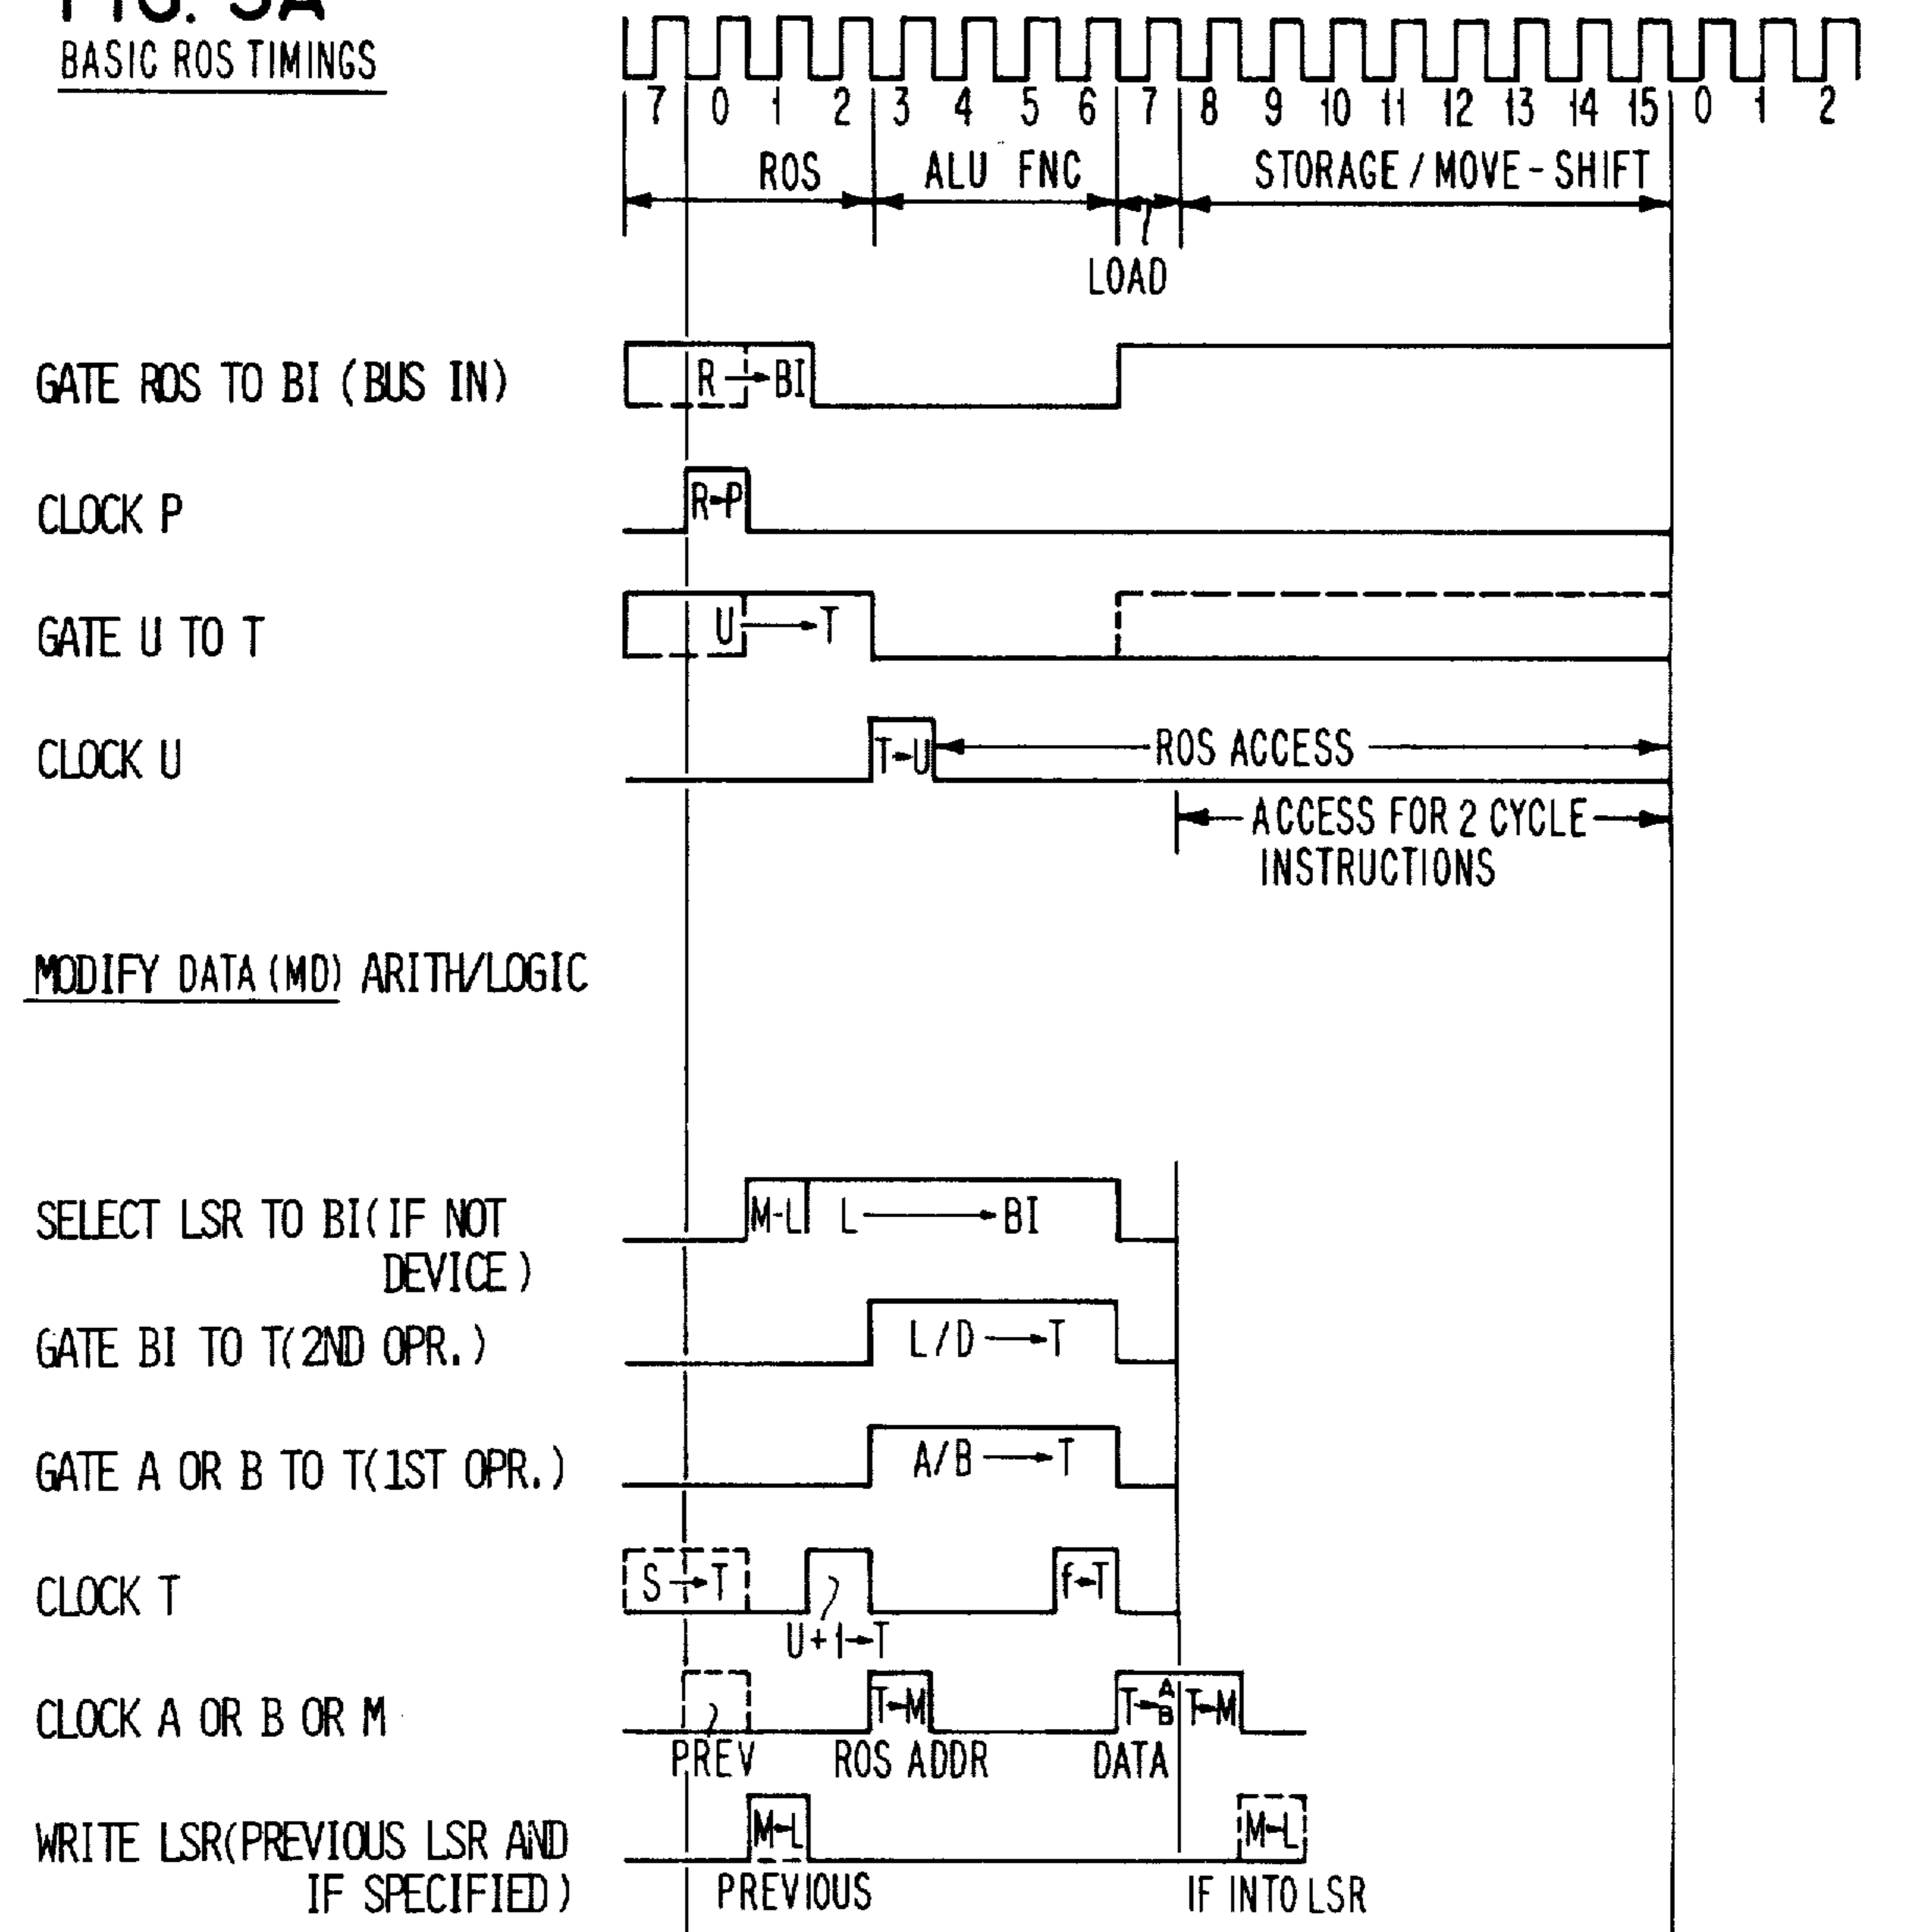 FIG. 3A
BASIC ROS TIMINGS
7 0 1 2 3 4 5 6 7 8 9 10 11 12 13 14 15 0 1 2
ROS ALU FNC STORAGE / MOVE - SHIFT
LOAD
GATE ROS TO BI (BUS IN) R→BI
CLOCK P R→P
GATE U TO T U→T
CLOCK U T→U ROS ACCESS
ACCESS FOR 2 CYCLE
INSTRUCTIONS
MODIFY DATA (MD) ARITH/LOGIC
SELECT LSR TO BI (IF NOT M-L L→BI
DEVICE)
GATE BI TO T (2ND OPR.) L/D→T
GATE A OR B TO T (1ST OPR.) A/B→T
CLOCK T S→T f→T
U+1→T
CLOCK A OR B OR M T→M T→A B T→M
PREV ROS ADDR DATA
WRITE LSR (PREVIOUS LSR AND M→L M→L
IF SPECIFIED) PREVIOUS IF INTO LSR